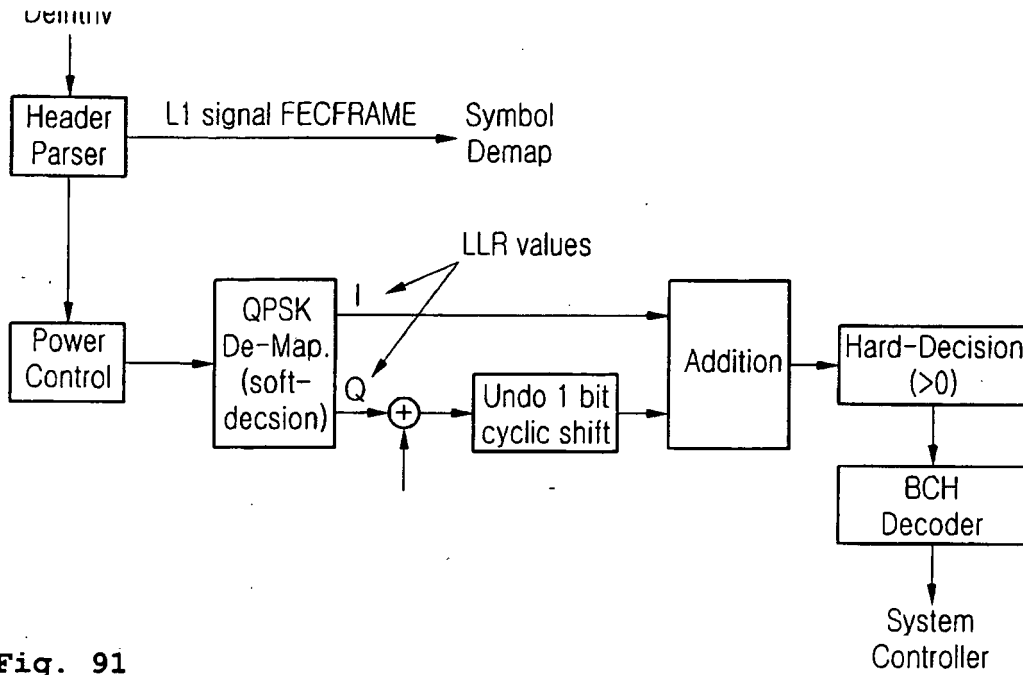 Header
Parser
L1 signal FECFRAME
Symbol
Demap
LLR values
I
QPSK
De-Map.
(soft-
decsion)
Q
Power
Control
+
Undo 1 bit
cyclic shift
Addition
Hard-Decision
(>0)
BCH
Decoder
System
Controller
Fig. 91